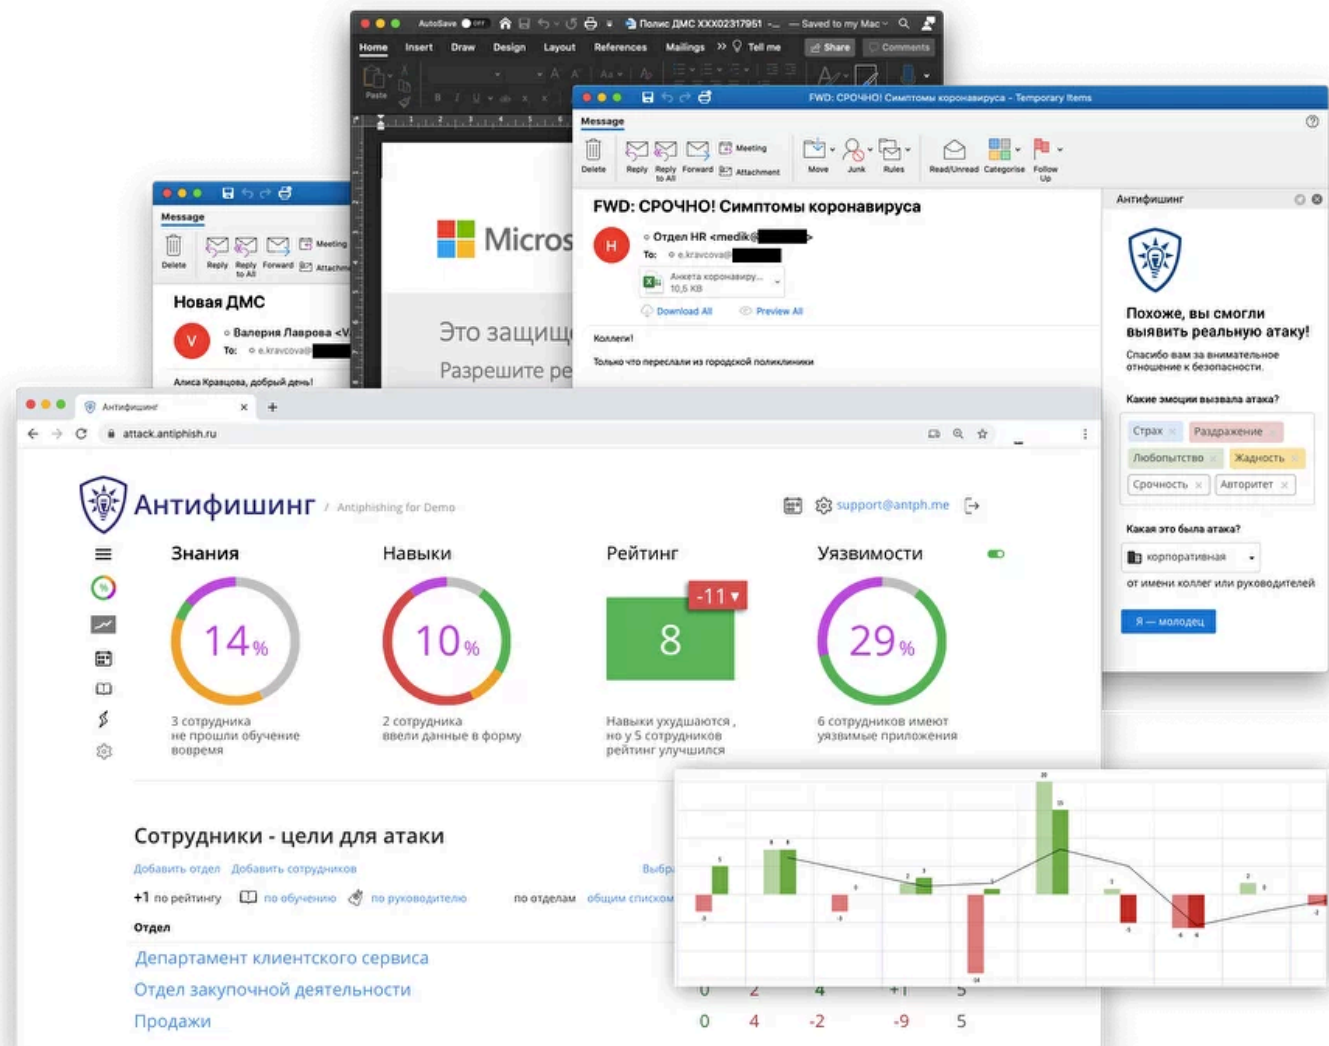 AutoSave OFF
Полис ДМС XXX02317951 -... — Saved to my Mac
Home Insert Draw Design Layout References Mailings >> Tell me Share Comments
Paste
Micros
Это защищ
Разрешите ре
Message
Delete Reply Reply to All Forward Meeting
Новая ДМС
V
Валерия Лаврова <V
To: e.kravcova@
Алиса Кравцова, добрый день!
FWD: СРОЧНО! Симптомы коронавируса - Temporary Items
Message
Delete Reply Reply to All Forward Meeting Attachment Move Junk Rules Read/Unread Categorise Follow Up
FWD: СРОЧНО! Симптомы коронавируса
H
Отдел HR <medik@ >
To: e.kravcova@
Анкета коронавиру...
10,5 KB
Download All Preview All
Коллеги!
Только что переслали из городской поликлиники
Антифишинг
Похоже, вы смогли
выявить реальную атаку!
Спасибо вам за внимательное
отношение к безопасности.
Какие эмоции вызвала атака?
Страх × Раздражение ×
Любопытство × Жадность ×
Срочность × Авторитет ×
Какая это была атака?
корпоративная
от имени коллег или руководителей
Я — молодец
Антифишинг
attack.antiphish.ru
Антифишинг / Antiphishing for Demo
support@antph.me
Знания Навыки Рейтинг Уязвимости
14% 10% 8 -11 ▼ 29%
3 сотрудника
не прошли обучение
вовремя
2 сотрудника
ввели данные в форму
Навыки ухудшаются ,
но у 5 сотрудников
рейтинг улучшился
6 сотрудников имеют
уязвимые приложения
Сотрудники - цели для атаки
Добавить отдел Добавить сотрудников
+1 по рейтингу по обучению по руководителю по отделам общим списком
Отдел
Департамент клиентского сервиса
Отдел закупочной деятельности 0 2 4 +1 5
Продажи 0 4 -2 -9 5